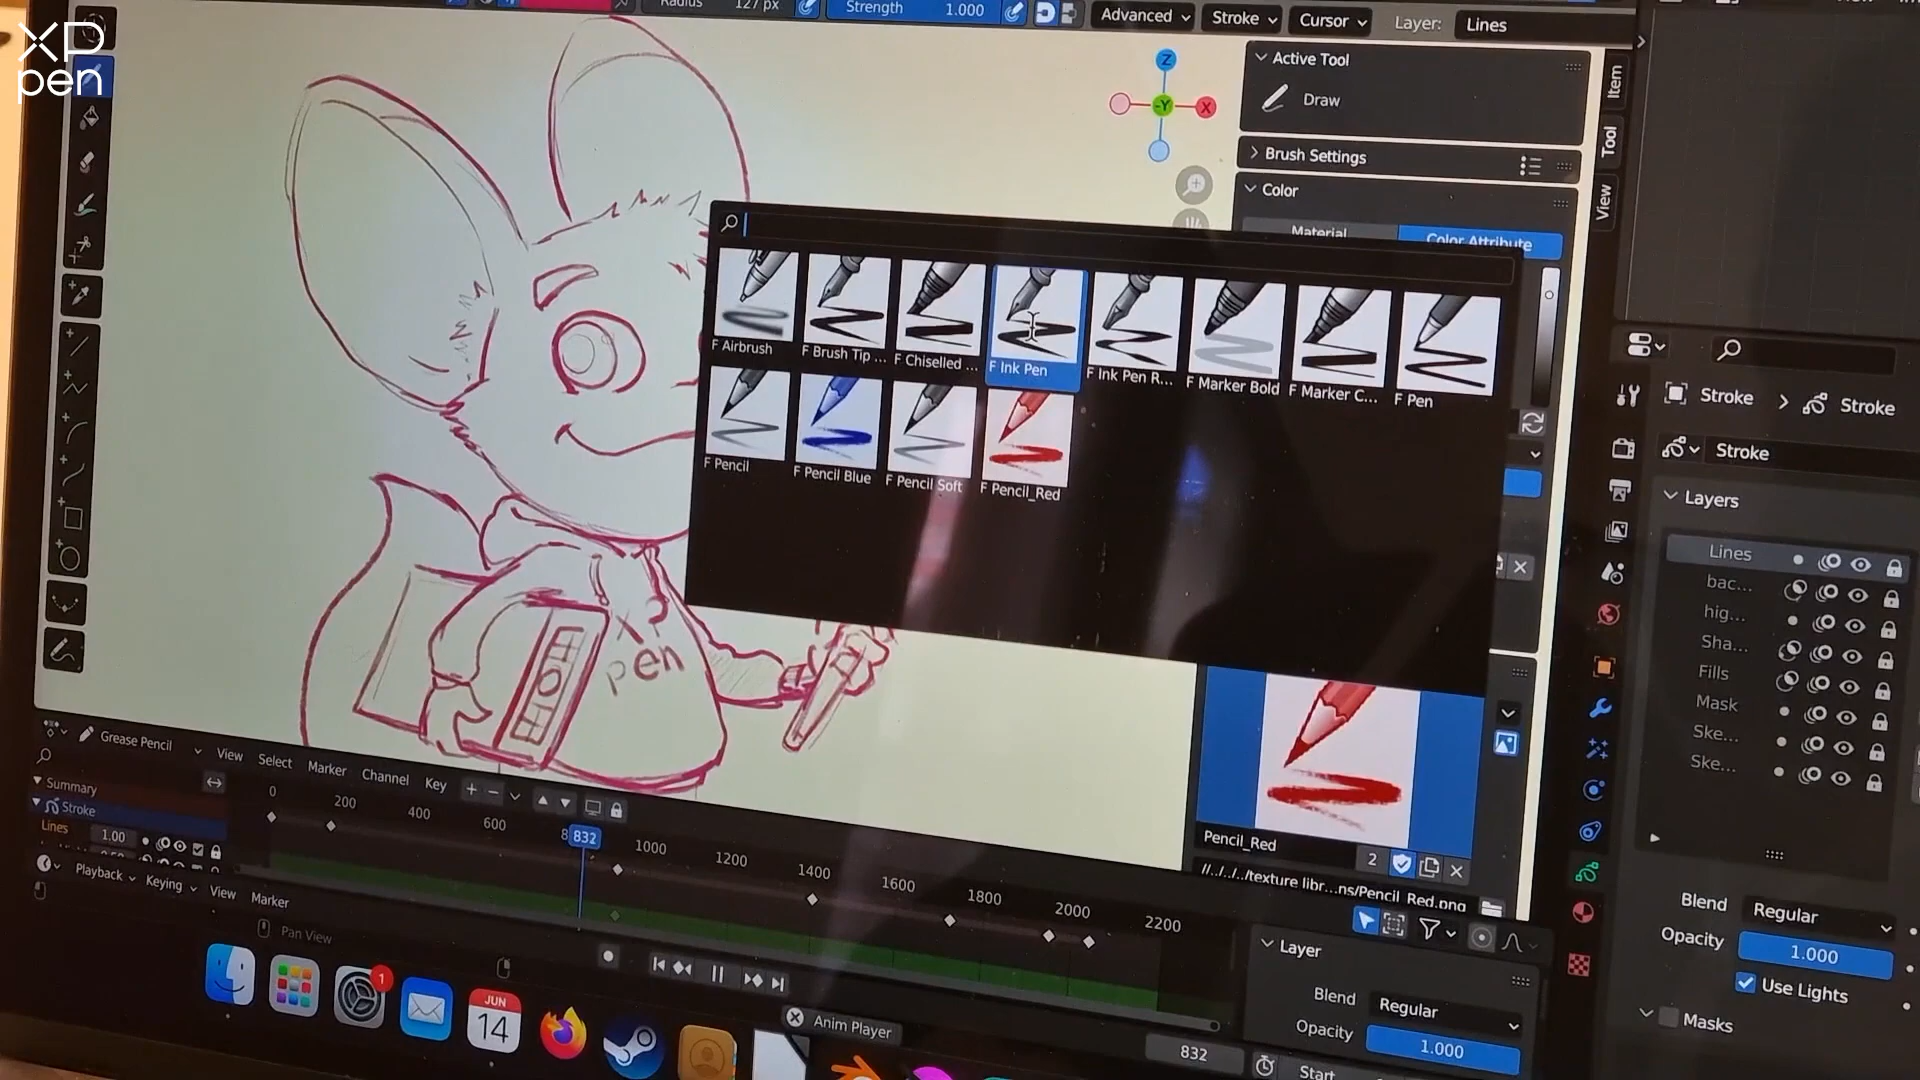 XP
pen
Radius 127 px
Strength 1.000
Advanced
Stroke
Cursor
Layer: Lines
Z
-Y
X
Active Tool
Draw
Brush Settings
Color
Material
Color Attribute
Item
Tool
View
F Airbrush
F Brush Tip ...
F Chiselled ...
F Ink Pen
F Ink Pen R...
F Marker Bold
F Marker C...
F Pen
F Pencil
F Pencil Blue
F Pencil Soft
F Pencil_Red
XP
pen
Pencil_Red
2
//../../../texture libr...ns/Pencil_Red.png
Stroke > Stroke
Stroke
Layers
Lines
bac...
hig...
Sha...
Fills
Mask
Ske...
Ske...
Blend Regular
Opacity 1.000
Use Lights
Masks
Grease Pencil
View
Select
Marker
Channel
Key
Summary
Stroke
Lines 1.00
0 200 400 600 8 832 1000 1200 1400 1600 1800 2000 2200
Playback
Keying
View
Marker
Pan View
Layer
Blend Regular
Opacity 1.000
1
JUN
14
Anim Player
832
Start